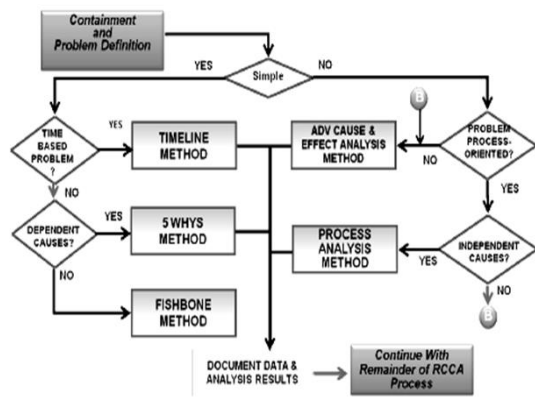 Containment
and
Problem Definition
YES
Simple
NO
B
TIME
BASED
PROBLEM
?
YES
TIMELINE
METHOD
ADV CAUSE &
EFFECT ANALYSIS
METHOD
NO
PROBLEM
PROCESS-
ORIENTED?
NO
YES
DEPENDENT
CAUSES?
YES
5 WHYS
METHOD
PROCESS
ANALYSIS
METHOD
YES
INDEPENDENT
CAUSES?
NO
NO
B
FISHBONE
METHOD
DOCUMENT DATA &
ANALYSIS RESULTS
Continue With
Remainder of RCCA
Process